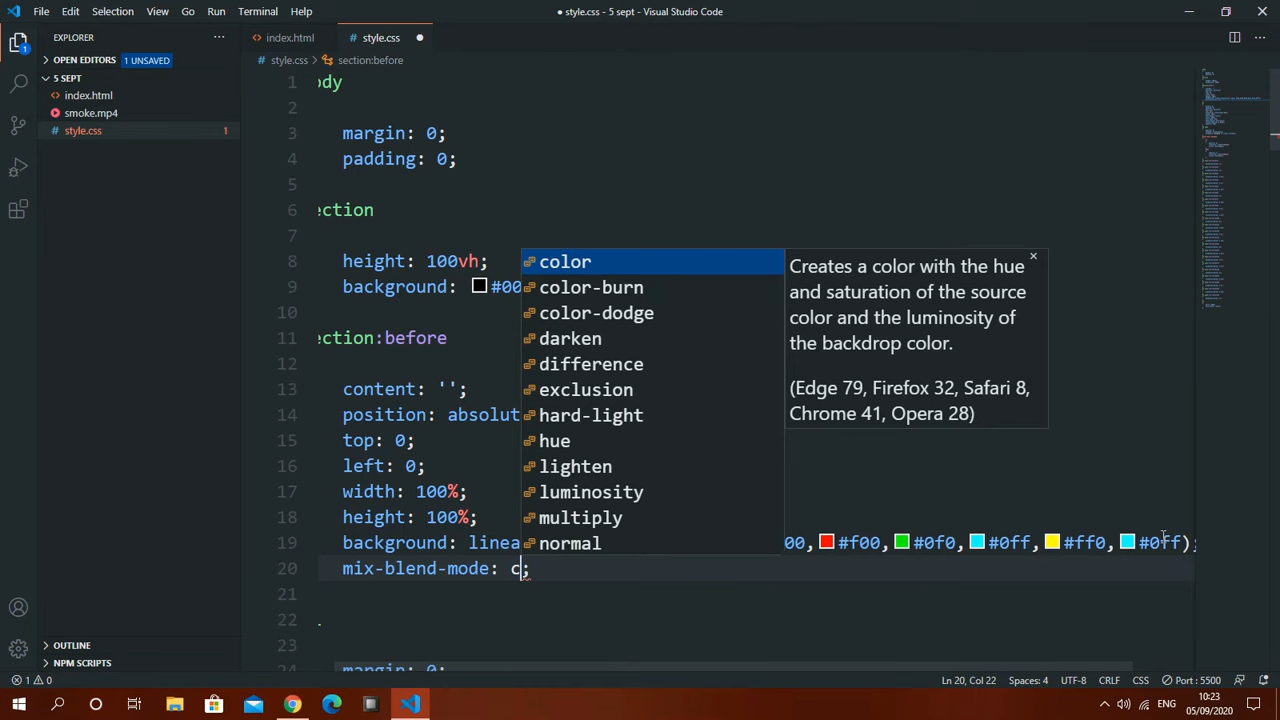 File Edit Selection View Go Run Terminal Help
● style.css - 5 sept - Visual Studio Code
EXPLORER
1
OPEN EDITORS 1 UNSAVED
5 SEPT
index.html
smoke.mp4
style.css 1
OUTLINE
NPM SCRIPTS
index.html
style.css
style.css > section:before
1 ody
2
3 margin: 0;
4 padding: 0;
5
6 ection
7
8 height: 100vh;
9 background: #00
10
11 ection:before
12
13 content: '';
14 position: absolut
15 top: 0;
16 left: 0;
17 width: 100%;
18 height: 100%;
19 background: linea 00, #f00, #0f0, #0ff, #ff0, #0ff);
20 mix-blend-mode: c;
21
22
23
24 margin: 0;
color
color-burn
color-dodge
darken
difference
exclusion
hard-light
hue
lighten
luminosity
multiply
normal
Creates a color with the hue
and saturation of the source
color and the luminosity of
the backdrop color.
(Edge 79, Firefox 32, Safari 8,
Chrome 41, Opera 28)
1 0
Ln 20, Col 22 Spaces: 4 UTF-8 CRLF CSS Port : 5500
ENG
10:23
05/09/2020